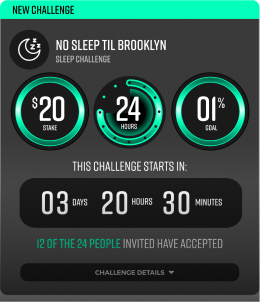 NEW CHALLENGE
NO SLEEP TIL BROOKLYN
SLEEP CHALLENGE
$20 STAKE
24 HOURS
01% GOAL
THIS CHALLENGE STARTS IN:
03 DAYS 20 HOURS 30 MINUTES
12 OF THE 24 PEOPLE INVITED HAVE ACCEPTED
CHALLENGE DETAILS